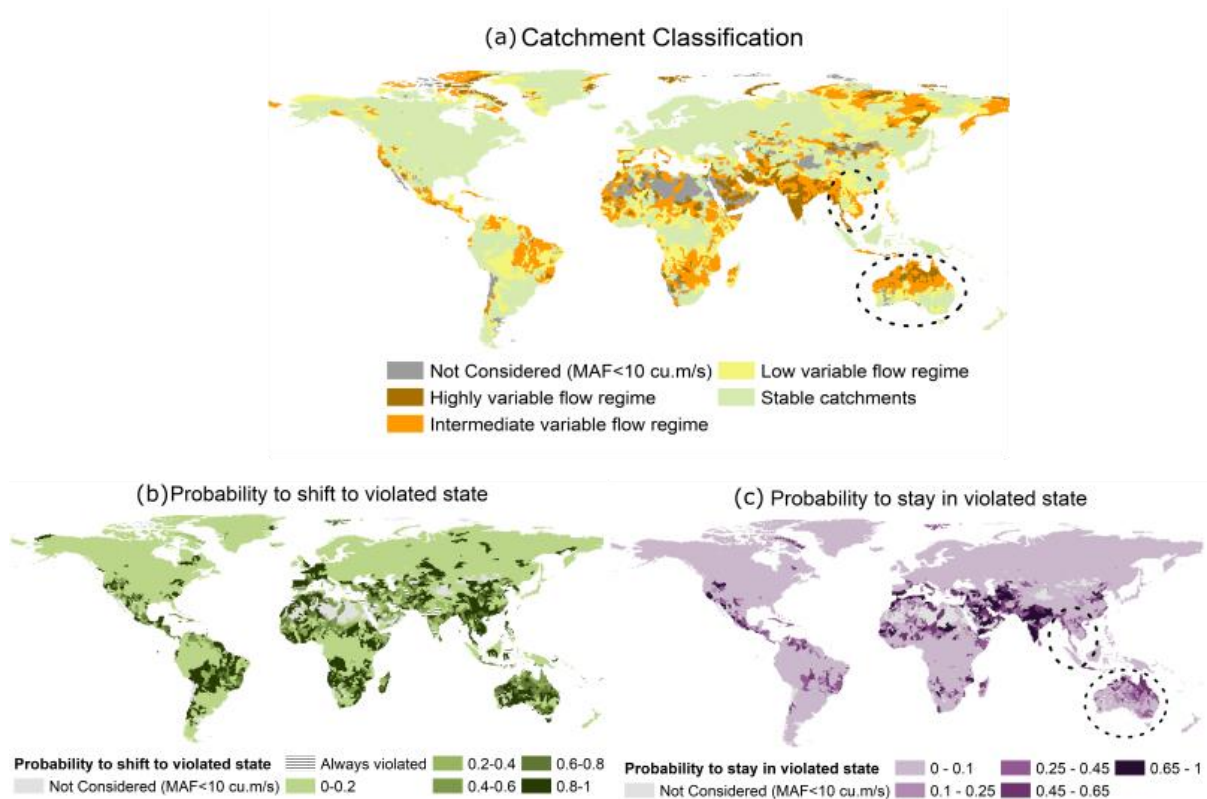 (a) Catchment Classification
Not Considered (MAF<10 cu.m/s)
Low variable flow regime
Highly variable flow regime
Stable catchments
Intermediate variable flow regime
(b) Probability to shift to violated state
(c) Probability to stay in violated state
Probability to shift to violated state
Always violated
0.2-0.4
0.6-0.8
Not Considered (MAF<10 cu.m/s)
0-0.2
0.4-0.6
0.8-1
Probability to stay in violated state
0 - 0.1
0.25 - 0.45
0.65 - 1
Not Considered (MAF<10 cu.m/s)
0.1 - 0.25
0.45 - 0.65